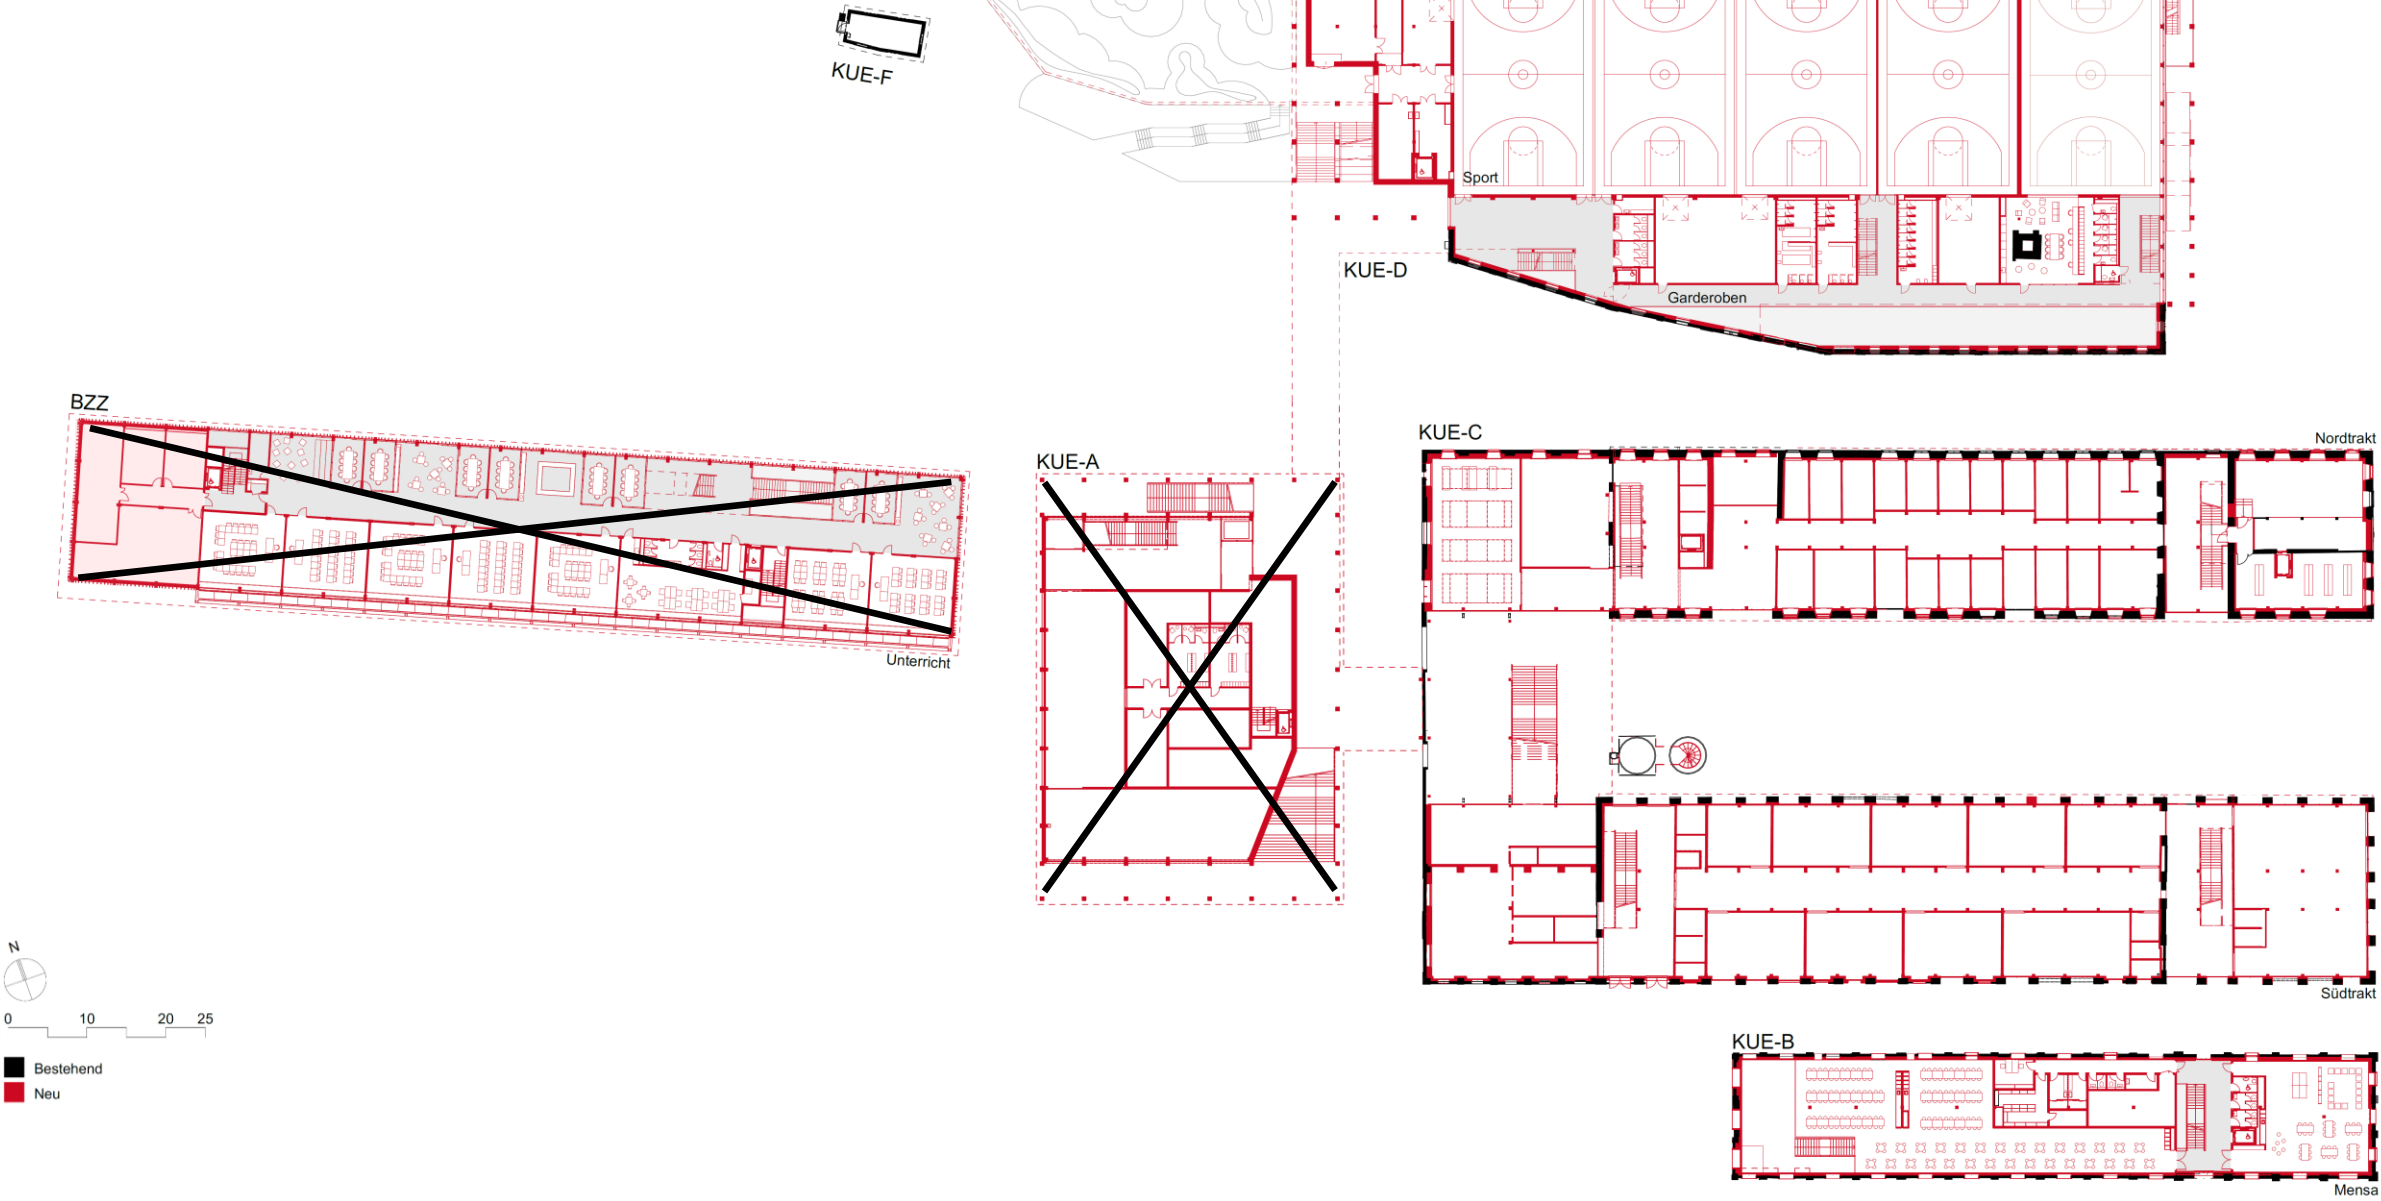 KUE-F
Sport
KUE-D
Garderoben
BZZ
KUE-C
Nordtrakt
KUE-A
Unterricht
N
Südtrakt
0 10 20 25
KUE-B
Bestehend
Neu
Mensa